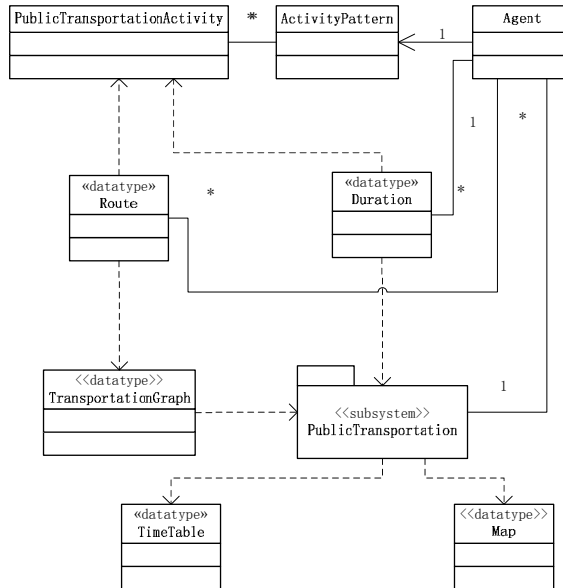 PublicTransportationActivity
**
ActivityPattern
1
Agent
1
*
«datatype»
Route
*
«datatype»
Duration
*
<<datatype>>
TransportationGraph
<<subsystem>>
PublicTransportation
1
«datatype»
TimeTable
<<datatype>>
Map